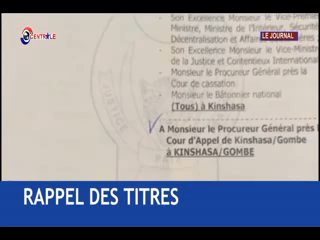 CENTRALE
LE JOURNAL
- Son Excellence Monsieur le Vice-Premier
Ministre, Ministre de l'Intérieur, Sécurité
Décentralisation et Affaires
- Son Excellence Monsieur le Vice-Ministre
de la Justice et Contentieux International
- Monsieur le Procureur Général près la
Cour de cassation
- Monsieur le Bâtonnier national
(Tous) à Kinshasa
A Monsieur le Procureur Général près
Cour d'Appel de Kinshasa/Gombe
à KINSHASA/GOMBE
RAPPEL DES TITRES